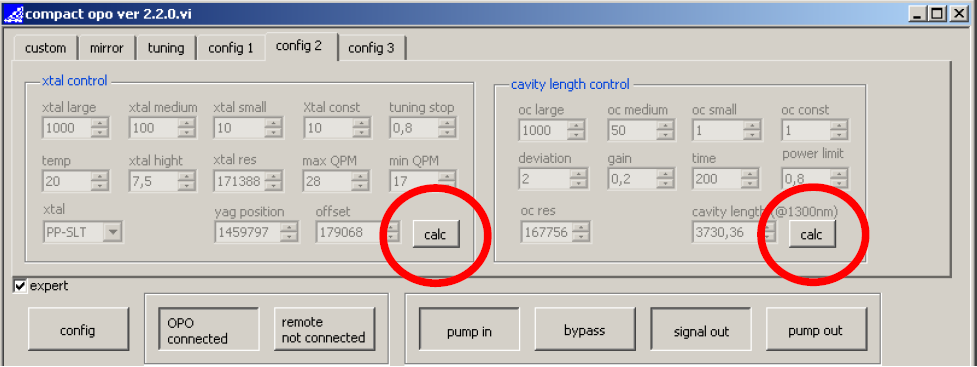 compact opo ver 2.2.0.vi
custom mirror tuning config 1 config 2 config 3
xtal control
xtal large xtal medium xtal small Xtal const tuning stop
1000 100 10 10 0,8
temp xtal hight xtal res max QPM min QPM
20 7,5 171388 28 17
xtal yag position offset
PP-SLT 1459797 179068 calc
cavity length control
oc large oc medium oc small oc const
1000 50 1 1
deviation gain time power limit
2 0,2 200 0,8
oc res cavity length (@1300nm)
167756 3730,36 calc
expert
config OPO connected remote not connected pump in bypass signal out pump out